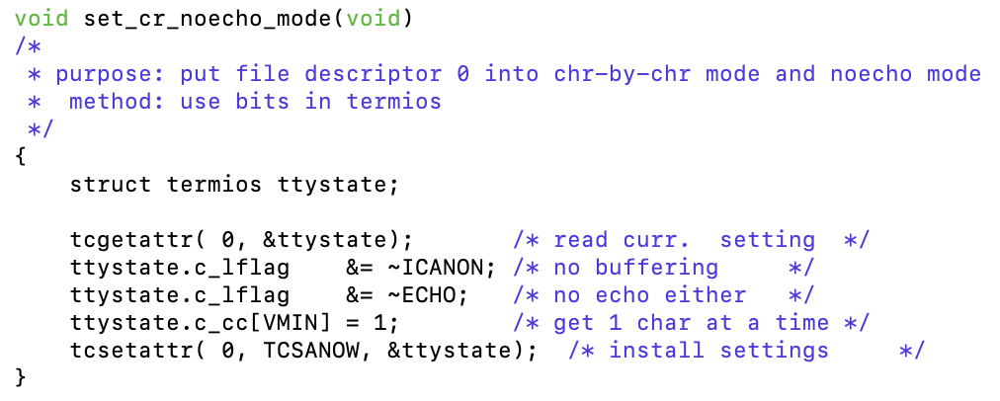 void set_cr_noecho_mode(void)
/*
 * purpose: put file descriptor 0 into chr-by-chr mode and noecho mode
 *  method: use bits in termios
 */
{
    struct termios ttystate;

    tcgetattr( 0, &ttystate);       /* read curr.  setting  */
    ttystate.c_lflag    &= ~ICANON; /* no buffering     */
    ttystate.c_lflag    &= ~ECHO;   /* no echo either   */
    ttystate.c_cc[VMIN] = 1;        /* get 1 char at a time */
    tcsetattr( 0, TCSANOW, &ttystate);  /* install settings     */
}